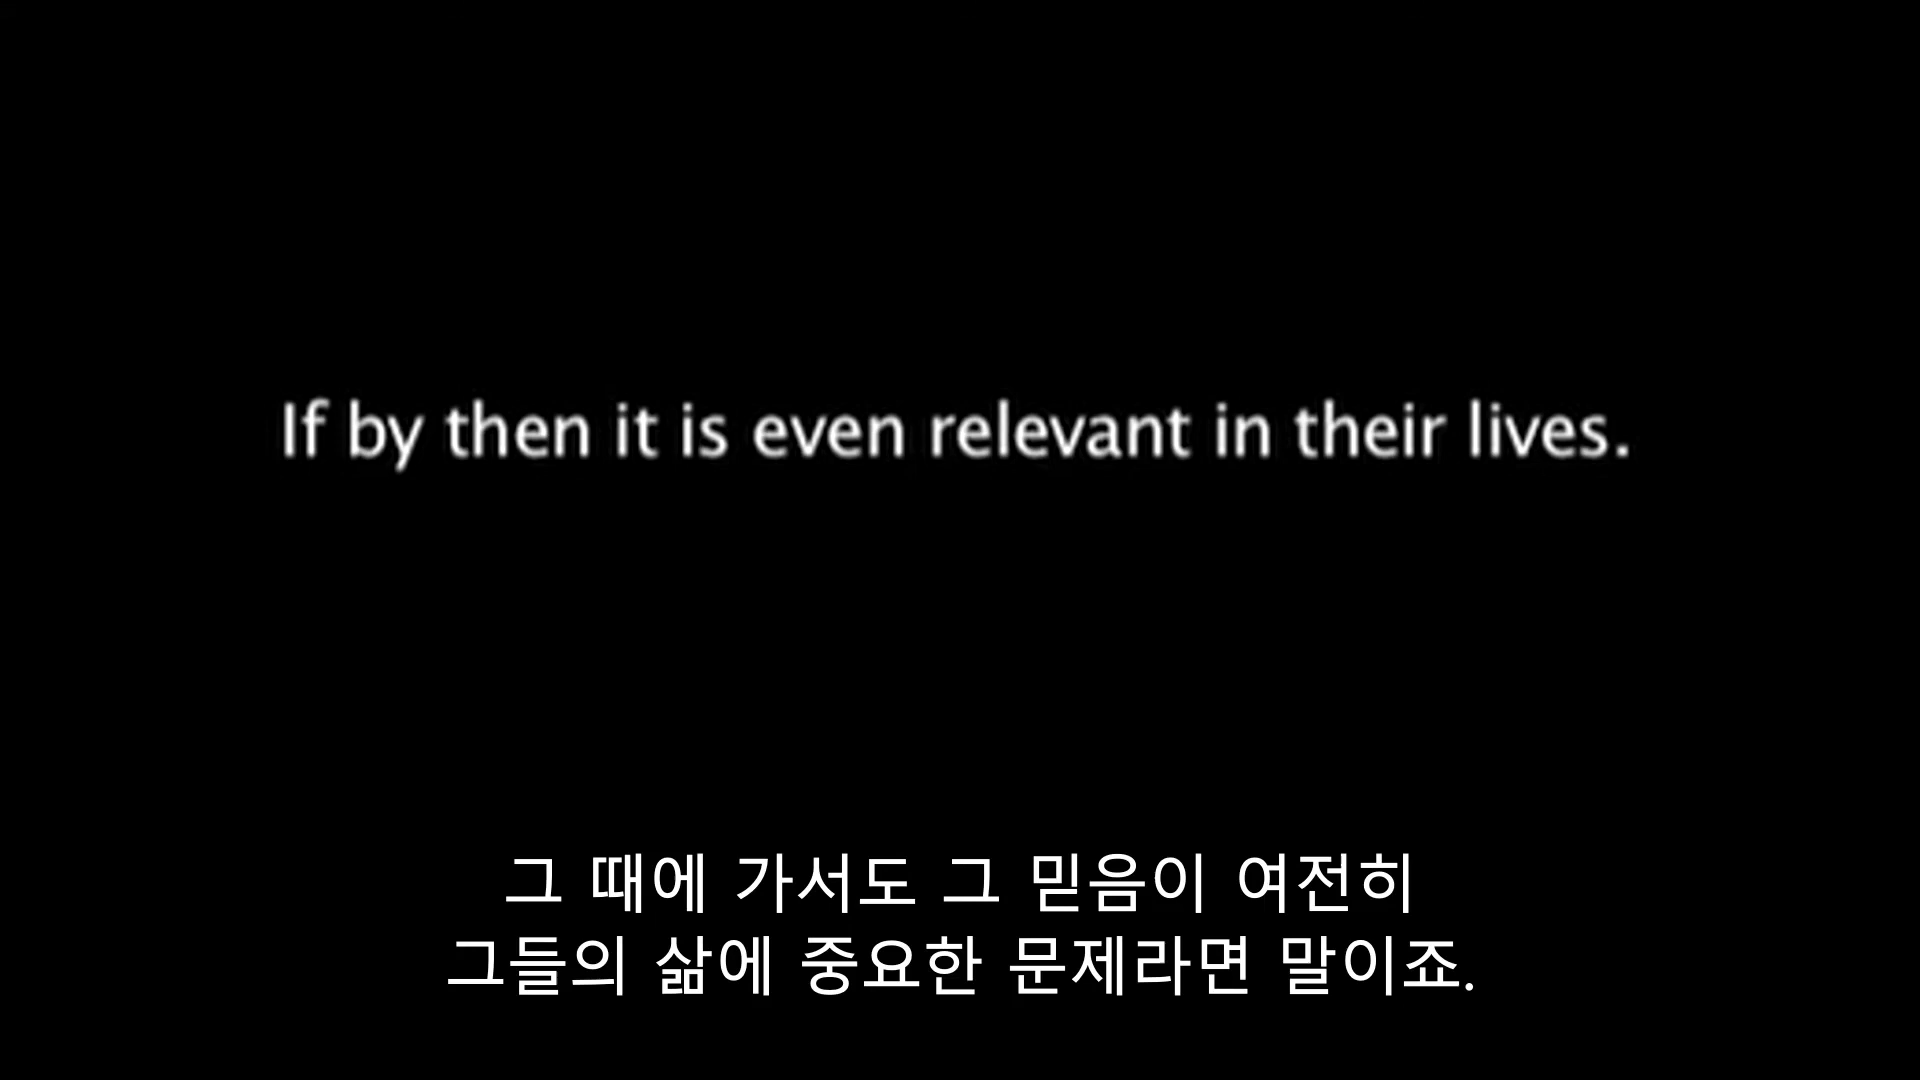 If by then it is even relevant in their lives.
그 때에 가서도 그 믿음이 여전히
그들의 삶에 중요한 문제라면 말이죠.